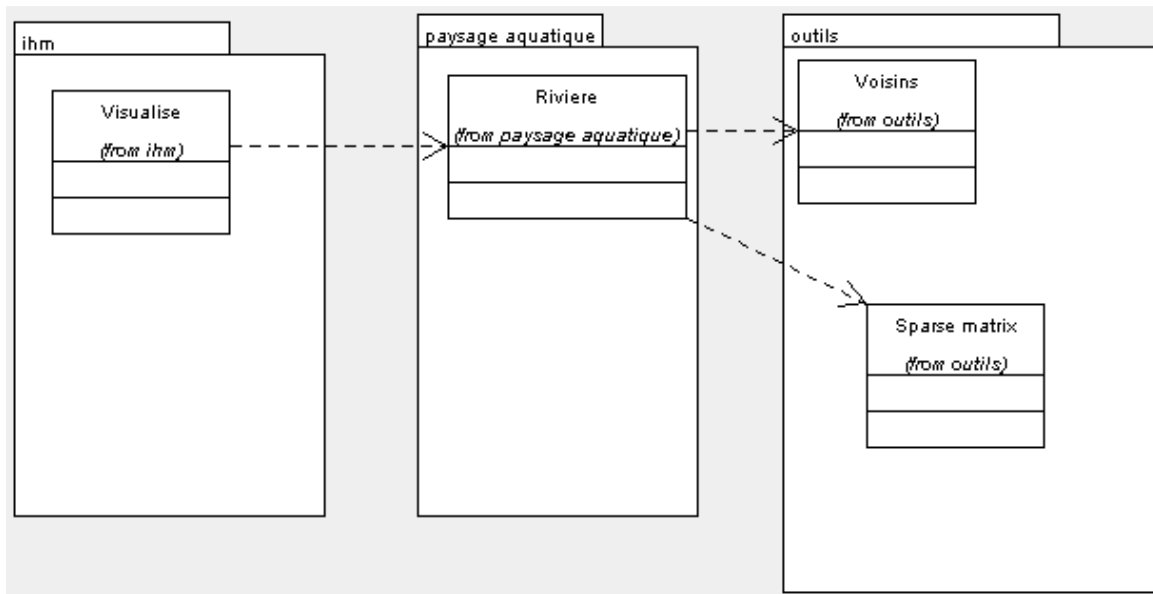 ihm
Visualise
(from ihm)
paysage aquatique
Riviere
(from paysage aquatique)
outils
Voisins
(from outils)
Sparse matrix
(from outils)